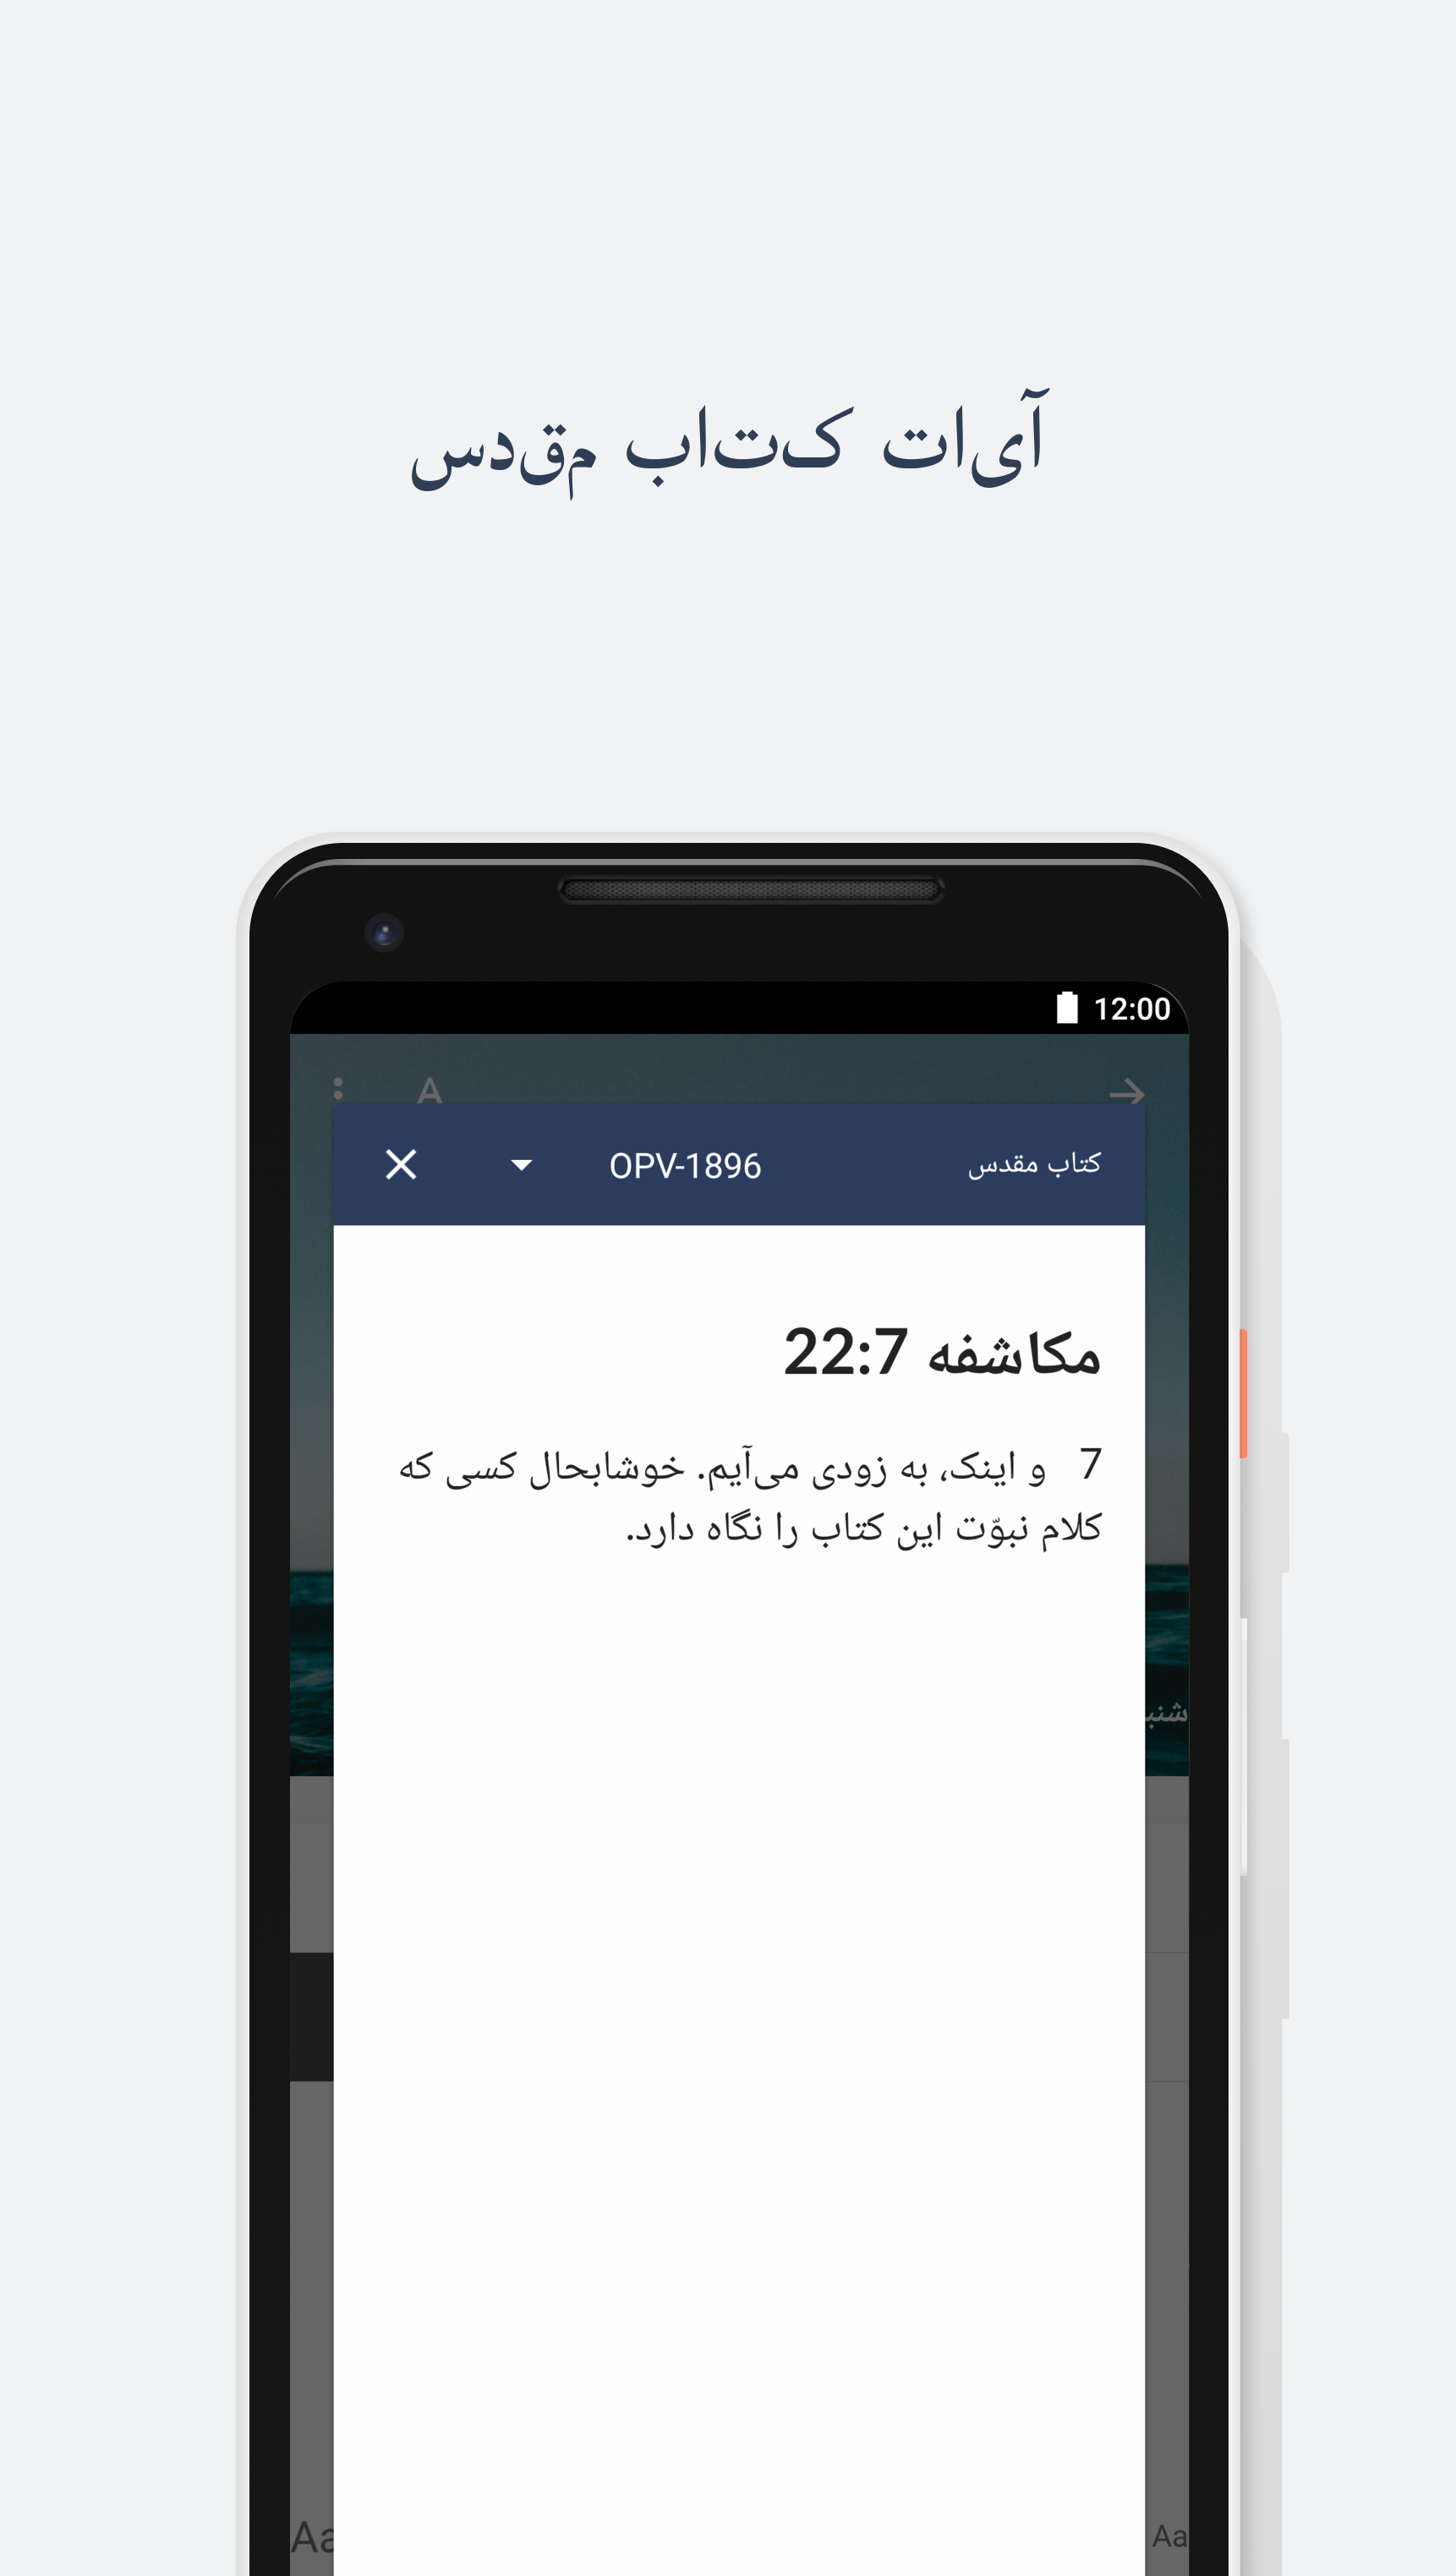 آیات کتاب مقدس
12:00
A
کتاب مقدس OPV-1896
مکاشفه 22:7
7 و اینک، به زودی می‌آیم. خوشابحال کسی که
کلام نبوّت این کتاب را نگاه دارد.
Aa Aa